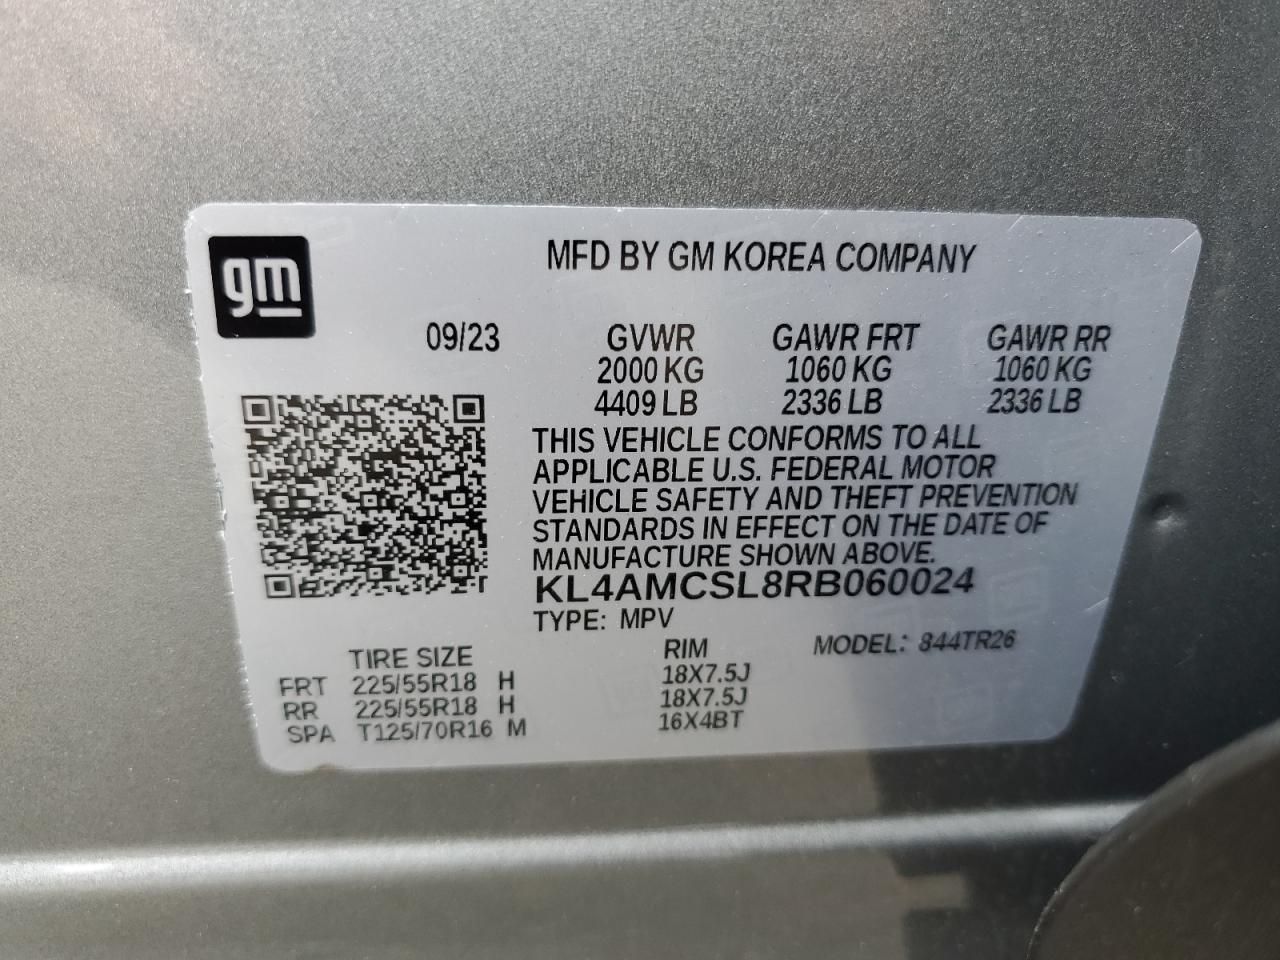 gm
MFD BY GM KOREA COMPANY
09/23 GVWR GAWR FRT GAWR RR
2000 KG 1060 KG 1060 KG
4409 LB 2336 LB 2336 LB
THIS VEHICLE CONFORMS TO ALL
APPLICABLE U.S. FEDERAL MOTOR
VEHICLE SAFETY AND THEFT PREVENTION
STANDARDS IN EFFECT ON THE DATE OF
MANUFACTURE SHOWN ABOVE.
KL4AMCSL8RB060024
TYPE: MPV MODEL: 844TR26
TIRE SIZE RIM
FRT 225/55R18 H 18X7.5J
RR 225/55R18 H 18X7.5J
SPA T125/70R16 M 16X4BT